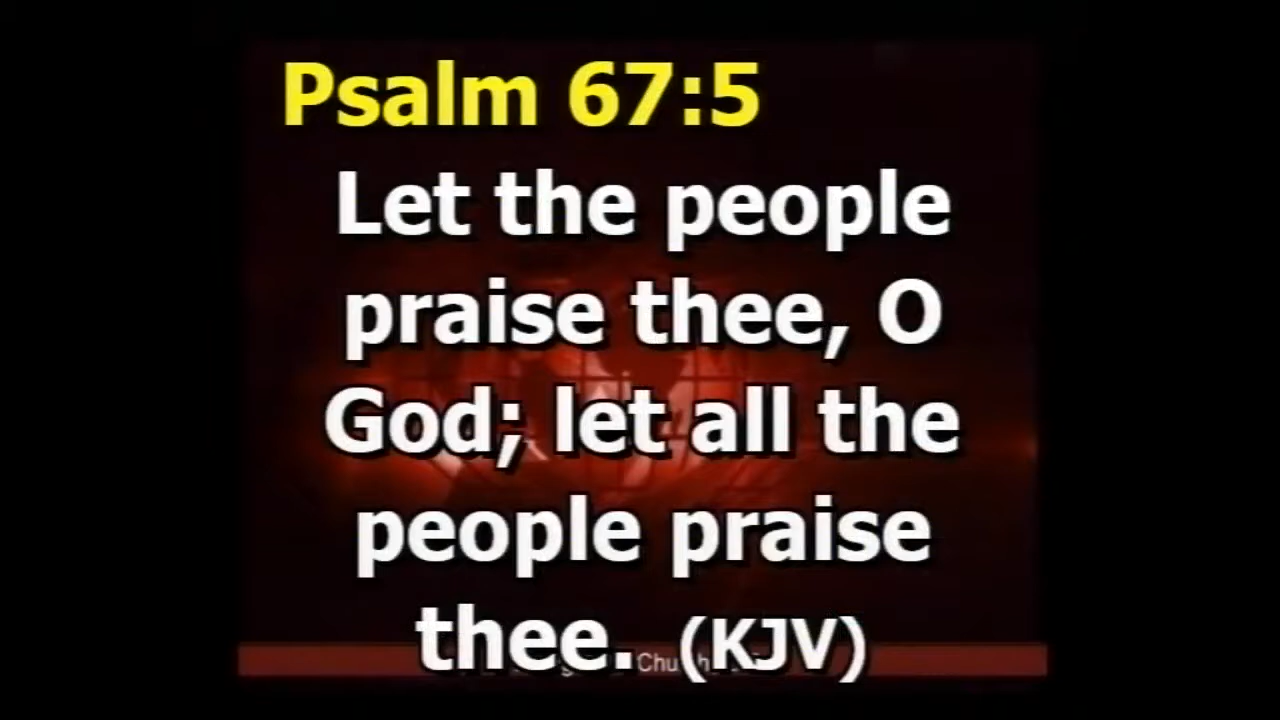 Psalm 67:5
Let the people
praise thee, O
God; let all the
people praise
thee. (KJV)